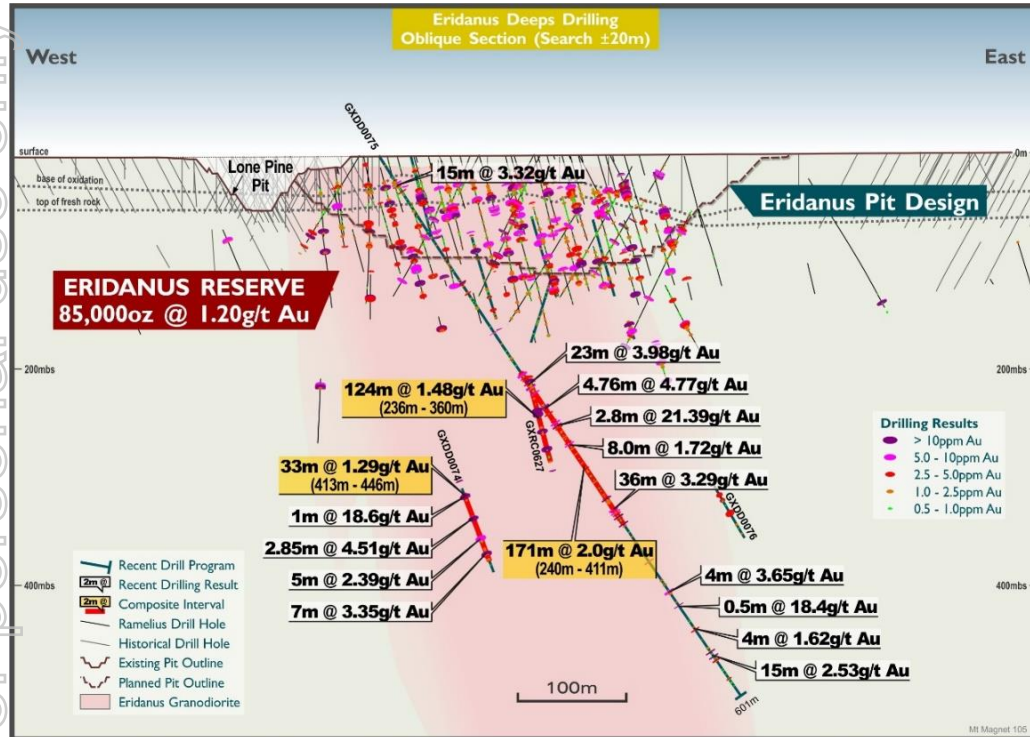 Eridanus Deeps Drilling
Oblique Section (Search ±20m)
West
East
GXDD0075
surface
0m
Lone Pine
Pit
15m @ 3.32g/t Au
base of oxidation
top of fresh rock
Eridanus Pit Design
ERIDANUS RESERVE
85,000oz @ 1.20g/t Au
200mbs
200mbs
23m @ 3.98g/t Au
124m @ 1.48g/t Au
(236m - 360m)
4.76m @ 4.77g/t Au
2.8m @ 21.39g/t Au
8.0m @ 1.72g/t Au
GXRC0627
GXDD0074
33m @ 1.29g/t Au
(413m - 446m)
36m @ 3.29g/t Au
GXDD0076
1m @ 18.6g/t Au
2.85m @ 4.51g/t Au
171m @ 2.0g/t Au
(240m - 411m)
5m @ 2.39g/t Au
7m @ 3.35g/t Au
4m @ 3.65g/t Au
0.5m @ 18.4g/t Au
4m @ 1.62g/t Au
15m @ 2.53g/t Au
601m
Drilling Results
> 10ppm Au
5.0 - 10ppm Au
2.5 - 5.0ppm Au
1.0 - 2.5ppm Au
0.5 - 1.0ppm Au
400mbs
400mbs
Recent Drill Program
2m @ Recent Drilling Result
2m @ Composite Interval
Ramelius Drill Hole
Historical Drill Hole
Existing Pit Outline
Planned Pit Outline
Eridanus Granodiorite
100m
Mt Magnet 105